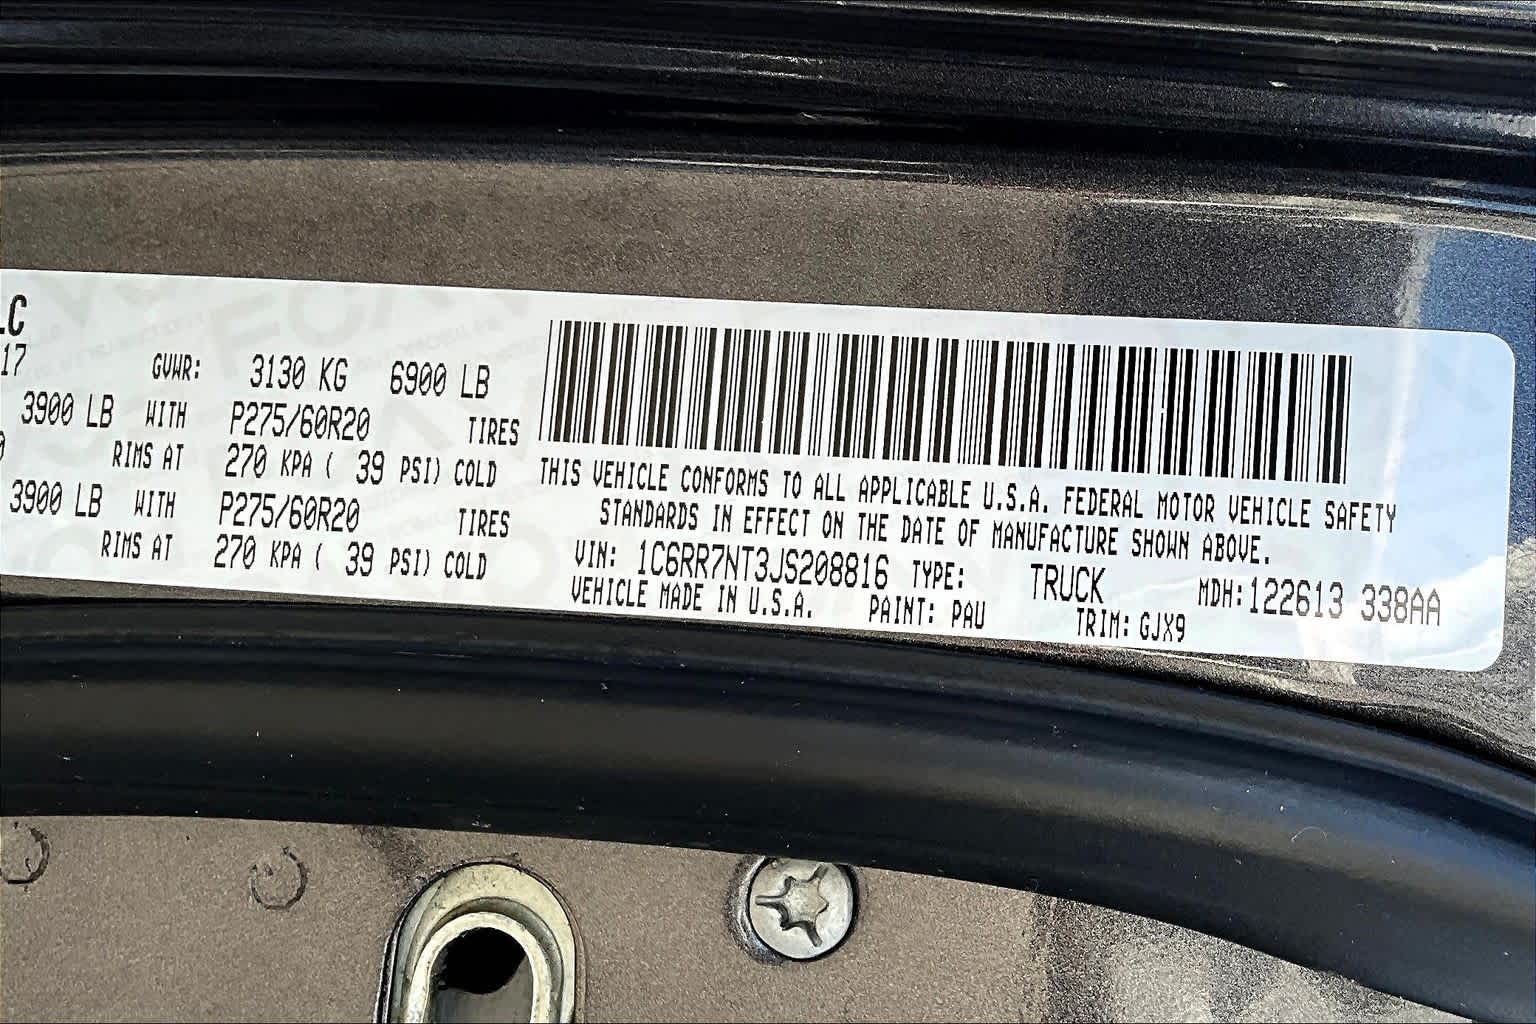 LC
17 GVWR: 3130 KG 6900 LB
3900 LB WITH P275/60R20 TIRES
RIMS AT 270 KPA ( 39 PSI) COLD
3900 LB WITH P275/60R20 TIRES
RIMS AT 270 KPA ( 39 PSI) COLD
THIS VEHICLE CONFORMS TO ALL APPLICABLE U.S.A. FEDERAL MOTOR VEHICLE SAFETY
STANDARDS IN EFFECT ON THE DATE OF MANUFACTURE SHOWN ABOVE.
VIN: 1C6RR7NT3JS208816 TYPE: TRUCK MDH:122613 338AA
VEHICLE MADE IN U.S.A. PAINT: PAU TRIM: GJX9